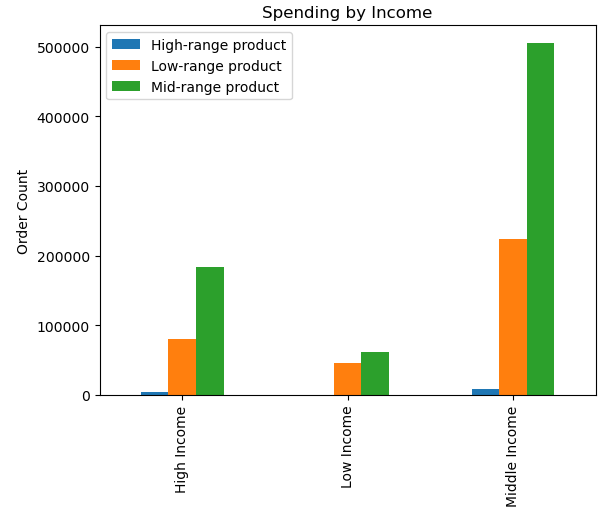 Spending by Income
High-range product
Low-range product
Mid-range product
Order Count
500000
400000
300000
200000
100000
0
High Income
Low Income
Middle Income